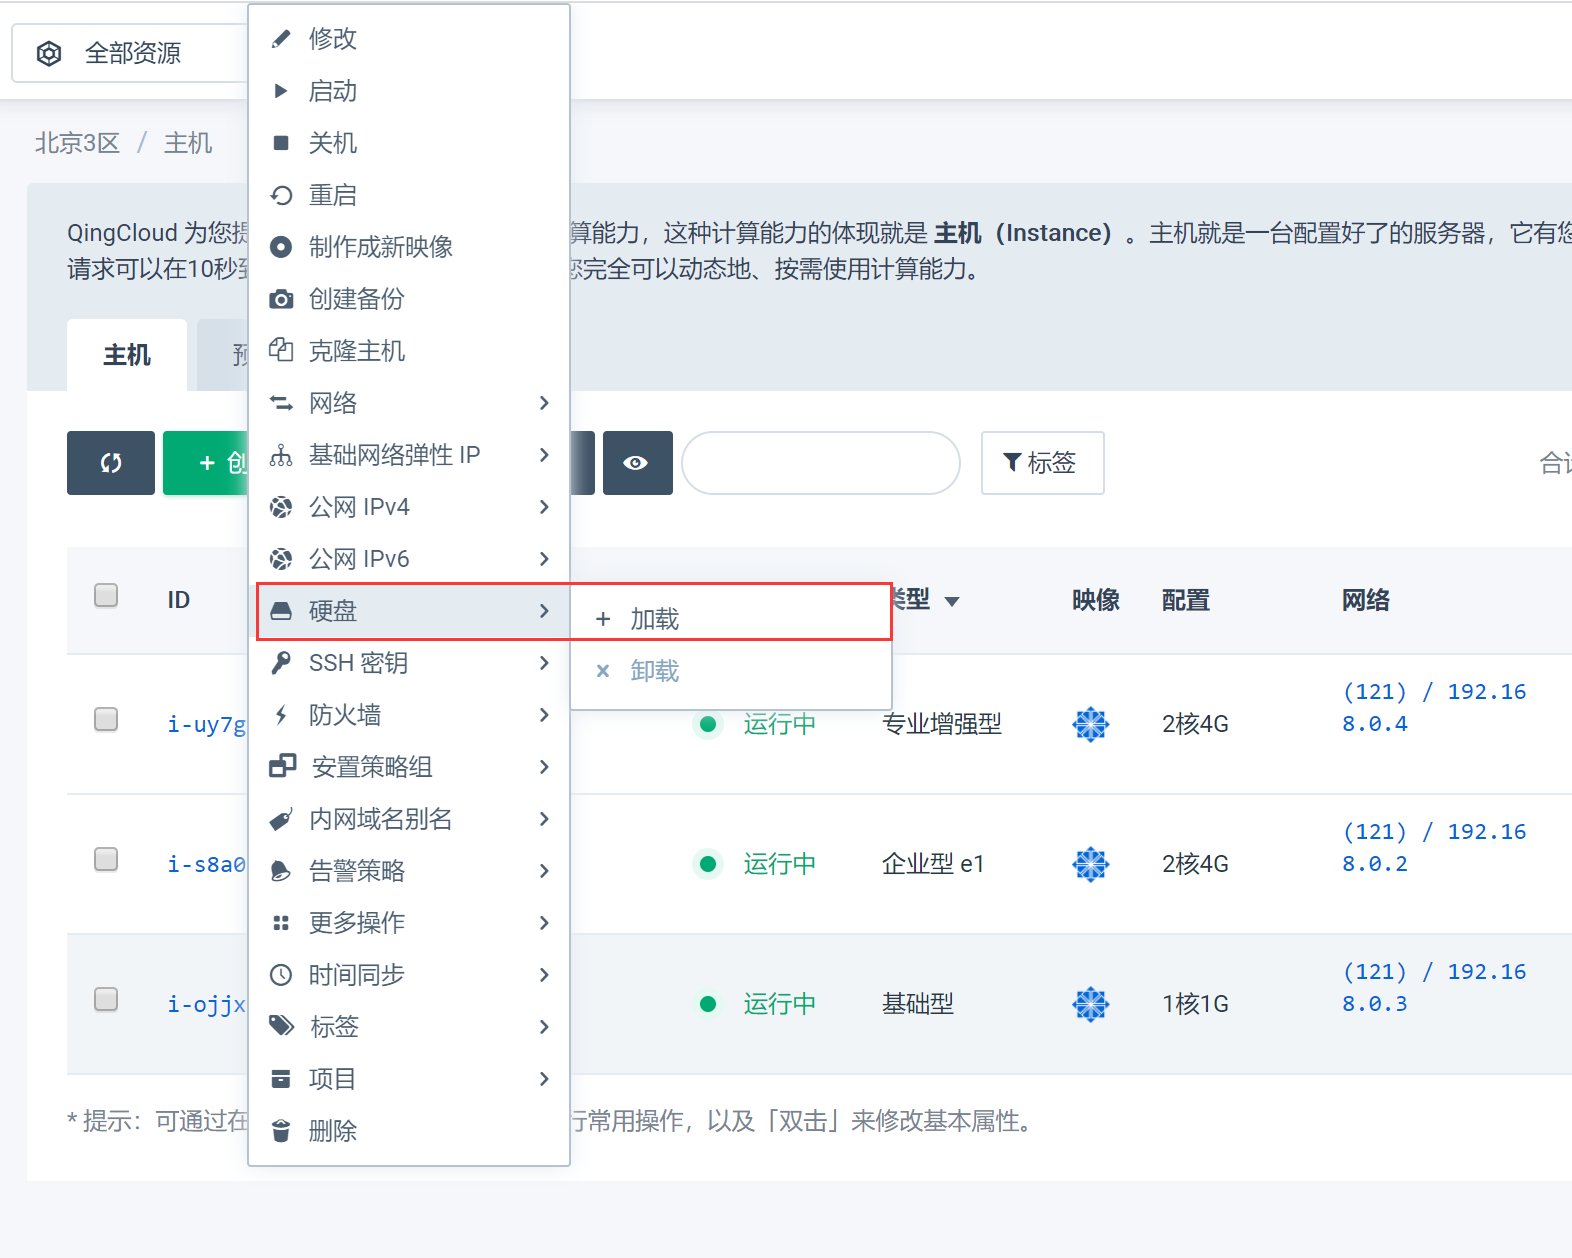 全部资源
北京3区 / 主机
QingCloud 为您提
算能力，这种计算能力的体现就是 主机（Instance）。主机就是一台配置好了的服务器，它有您
请求可以在10秒到
您完全可以动态地、按需使用计算能力。
主机
预
+ 创
标签
合计
修改
启动
关机
重启
制作成新映像
创建备份
克隆主机
网络
基础网络弹性 IP
公网 IPv4
公网 IPv6
硬盘
SSH 密钥
防火墙
安置策略组
内网域名别名
告警策略
更多操作
时间同步
标签
项目
删除
+ 加载
× 卸载
ID
类型
映像
配置
网络
i-uy7g
运行中
专业增强型
2核4G
(121) / 192.16
8.0.4
i-s8a0
运行中
企业型 e1
2核4G
(121) / 192.16
8.0.2
i-ojjx
运行中
基础型
1核1G
(121) / 192.16
8.0.3
* 提示：可通过在
行常用操作，以及「双击」来修改基本属性。